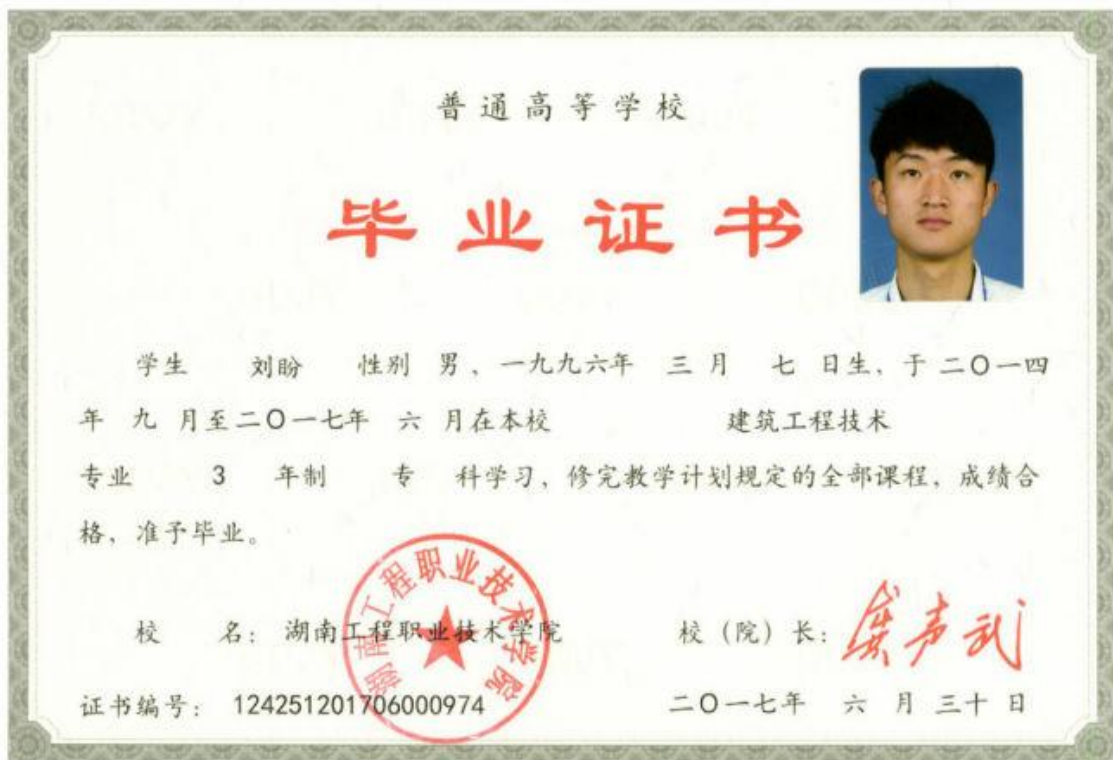 普通高等学校
毕业证书
学生 刘盼 性别 男、一九九六年 三 月 七 日生，于 二〇一四
年 九 月至二〇一七年 六 月在本校 建筑工程技术
专业 3 年制 专 科学习，修完教学计划规定的全部课程，成绩合
格，准予毕业。
校 名：湖南工程职业技术学院 校（院）长：龚声武
湖南工程职业技术学院
证书编号：124251201706000974 二〇一七年 六 月 三十 日